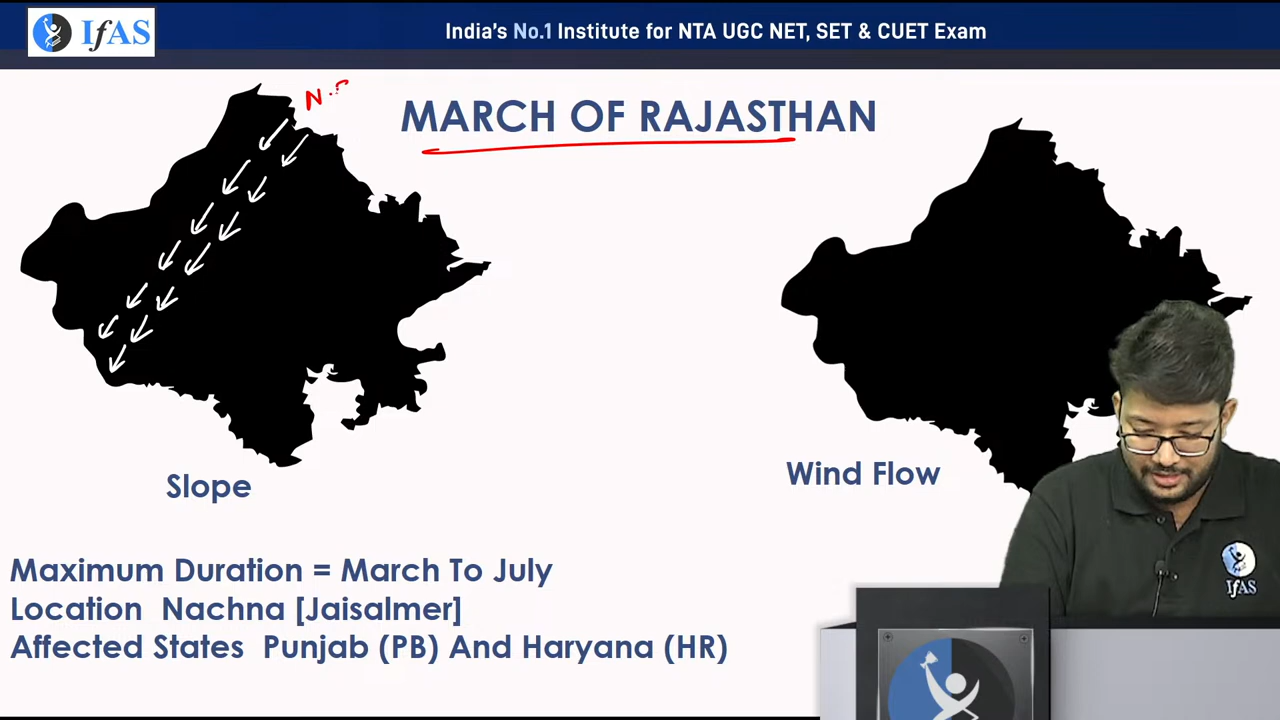 IfAS
India's No.1 Institute for NTA UGC NET, SET & CUET Exam
MARCH OF RAJASTHAN
Slope
Wind Flow
Maximum Duration = March To July
Location Nachna [Jaisalmer]
Affected States Punjab (PB) And Haryana (HR)
IfAS